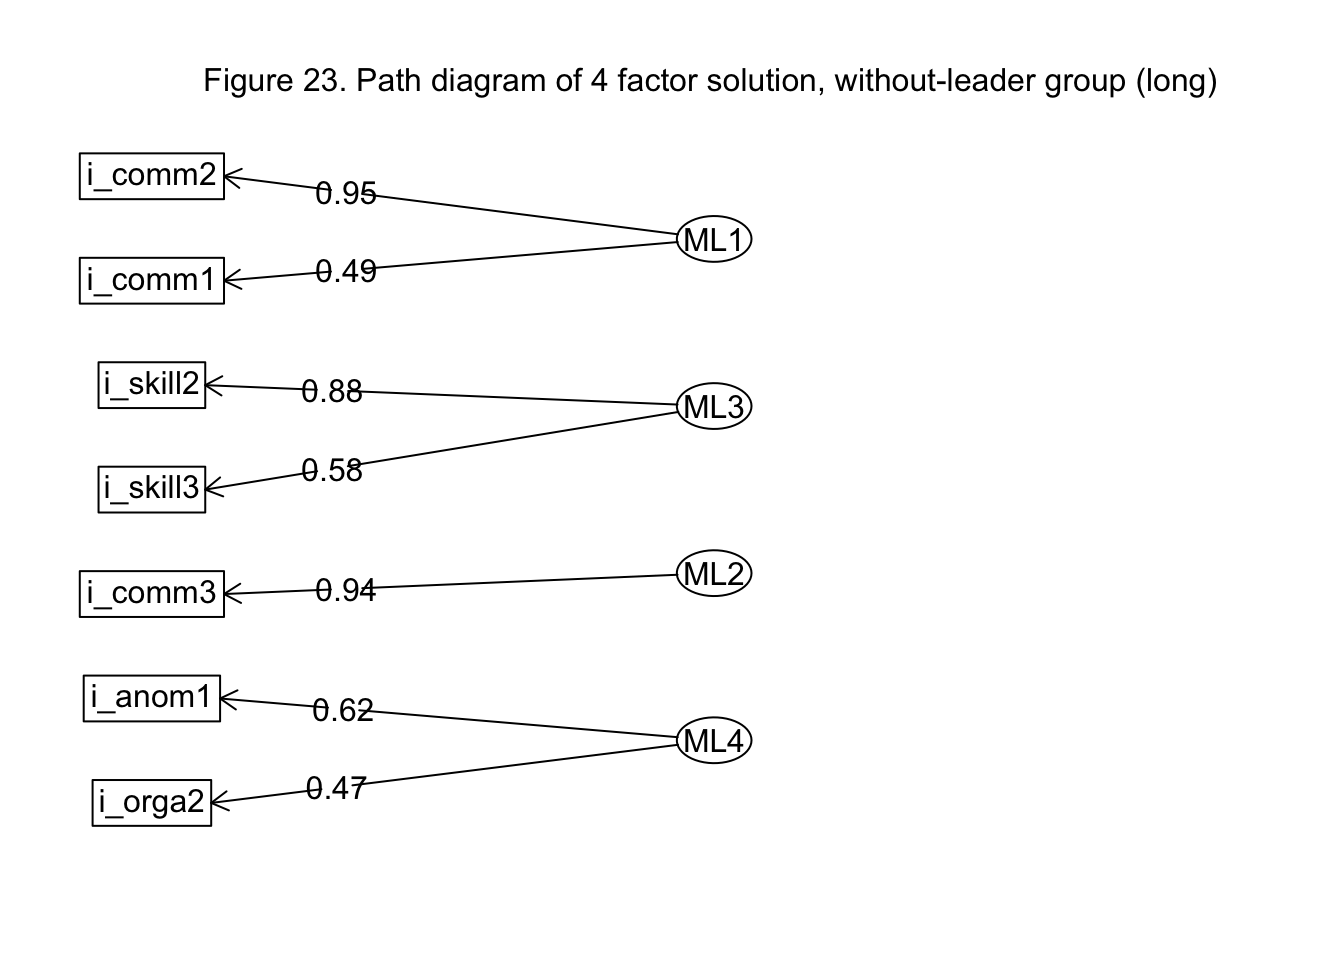 Figure 23. Path diagram of 4 factor solution, without-leader group (long)
i_comm2
0.95
ML1
i_comm1
0.49
i_skill2
0.88
ML3
i_skill3
0.58
i_comm3
0.94
ML2
i_anom1
0.62
ML4
i_orga2
0.47